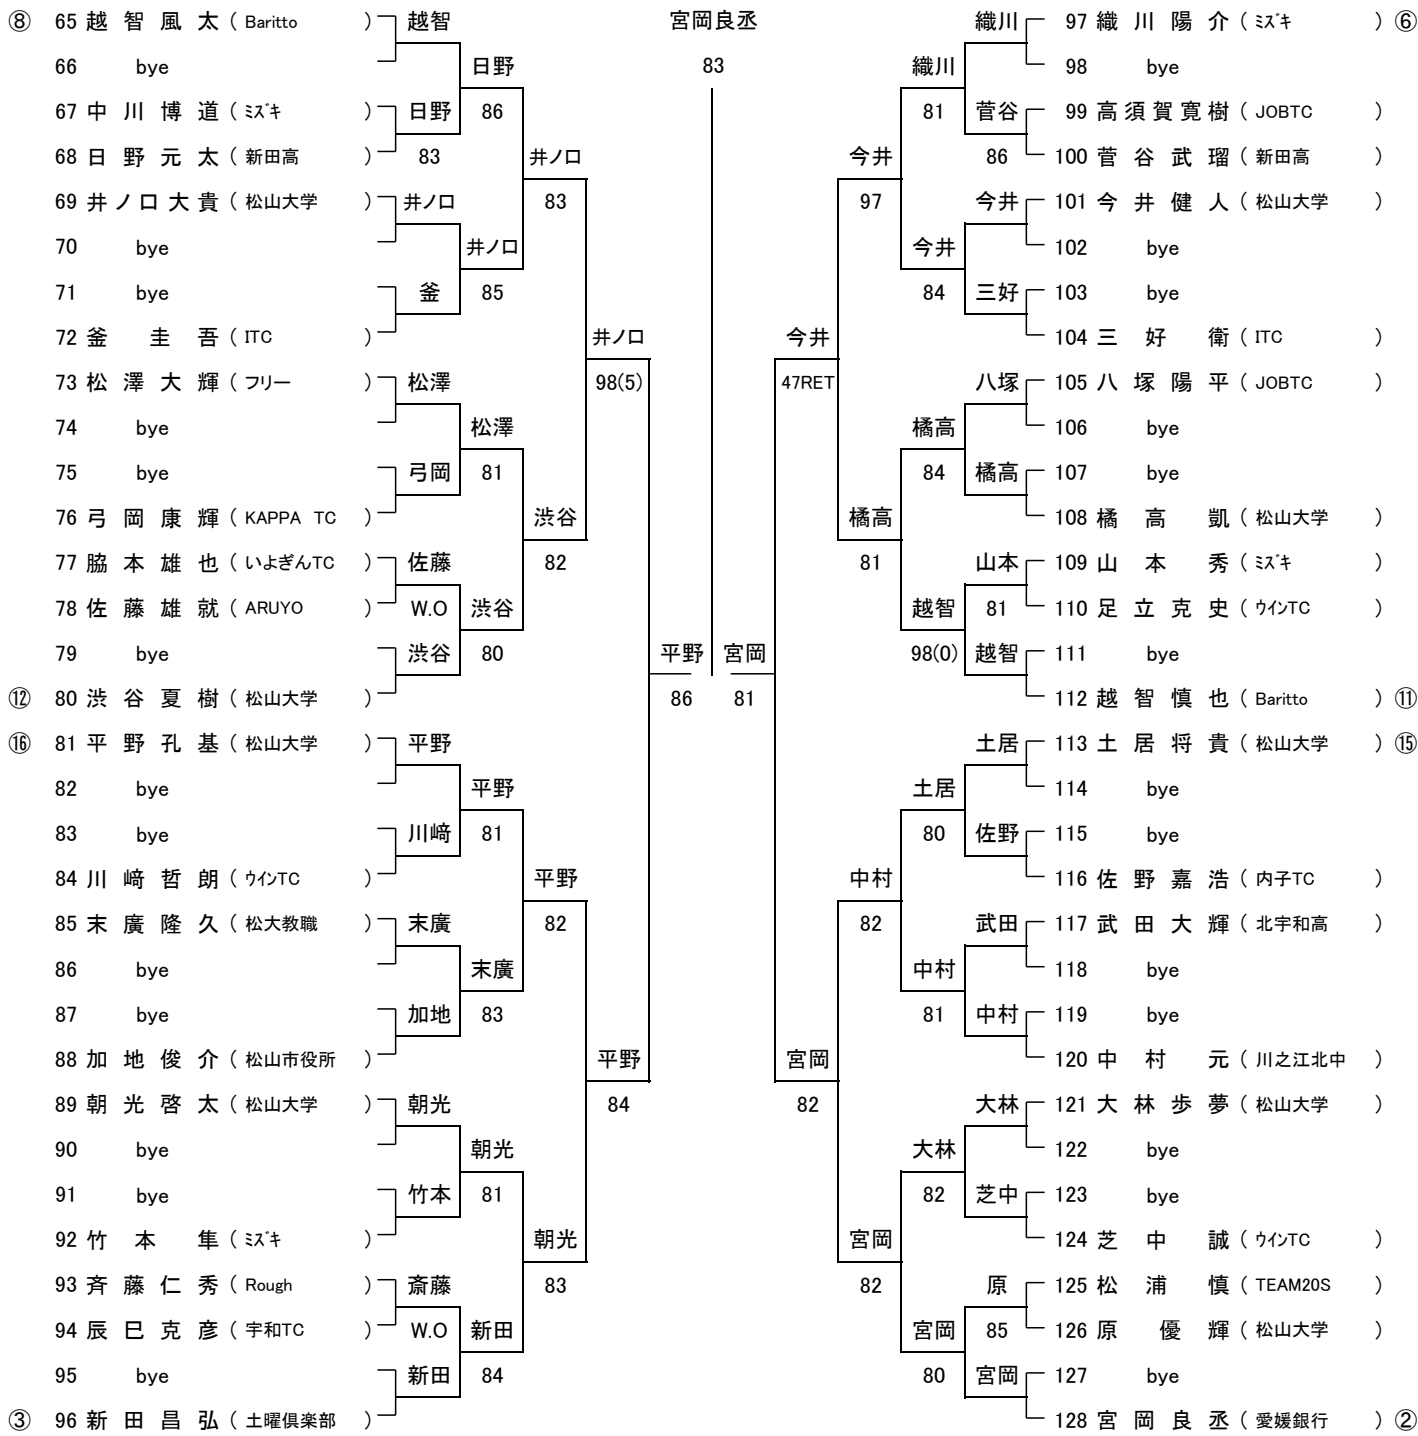 ⑧ 65 越 智 風 太 ( Baritto ) 越智 宮岡良丞 織川 97 織 川 陽 介 ( ミズキ ) ⑥
66 bye 日野 83 織川 98 bye
67 中 川 博 道 ( ミズキ ) 日野 86 81 菅谷 99 高 須 賀 寛 樹 ( JOBTC )
68 日 野 元 太 ( 新田高 ) 83 井ノ口 今井 86 100 菅 谷 武 瑠 ( 新田高 )
69 井 ノ 口 大 貴 ( 松山大学 ) 井ノ口 83 97 今井 101 今 井 健 人 ( 松山大学 )
70 bye 井ノ口 今井 102 bye
71 bye 釜 85 84 三好 103 bye
72 釜 圭 吾 ( ITC ) 井ノ口 今井 104 三 好 衛 ( ITC )
73 松 澤 大 輝 ( フリー ) 松澤 98(5) 47RET 八塚 105 八 塚 陽 平 ( JOBTC )
74 bye 松澤 橘高 106 bye
75 bye 弓岡 81 84 橘高 107 bye
76 弓 岡 康 輝 ( KAPPA TC ) 渋谷 橘高 108 橘 高 凱 ( 松山大学 )
77 脇 本 雄 也 ( いよぎんTC ) 佐藤 82 81 山本 109 山 本 秀 ( ミズキ )
78 佐 藤 雄 就 ( ARUYO ) W.O 渋谷 越智 81 110 足 立 克 史 ( ウインTC )
79 bye 渋谷 80 平野 宮岡 98(0) 越智 111 bye
⑫ 80 渋 谷 夏 樹 ( 松山大学 ) 86 81 112 越 智 慎 也 ( Baritto ) ⑪
⑯ 81 平 野 孔 基 ( 松山大学 ) 平野 土居 113 土 居 将 貴 ( 松山大学 ) ⑮
82 bye 平野 土居 114 bye
83 bye 川﨑 81 80 佐野 115 bye
84 川 﨑 哲 朗 ( ウインTC ) 平野 中村 116 佐 野 嘉 浩 ( 内子TC )
85 末 廣 隆 久 ( 松大教職 ) 末廣 82 82 武田 117 武 田 大 輝 ( 北宇和高 )
86 bye 末廣 中村 118 bye
87 bye 加地 83 81 中村 119 bye
88 加 地 俊 介 ( 松山市役所 ) 平野 宮岡 120 中 村 元 ( 川之江北中 )
89 朝 光 啓 太 ( 松山大学 ) 朝光 84 82 大林 121 大 林 歩 夢 ( 松山大学 )
90 bye 朝光 大林 122 bye
91 bye 竹本 81 82 芝中 123 bye
92 竹 本 隼 ( ミズキ ) 朝光 宮岡 124 芝 中 誠 ( ウインTC )
93 斉 藤 仁 秀 ( Rough ) 斎藤 83 82 原 125 松 浦 慎 ( TEAM20S )
94 辰 巳 克 彦 ( 宇和TC ) W.O 新田 宮岡 85 126 原 優 輝 ( 松山大学 )
95 bye 新田 84 80 宮岡 127 bye
③ 96 新 田 昌 弘 ( 土曜倶楽部 ) 128 宮 岡 良 丞 ( 愛媛銀行 ) ②